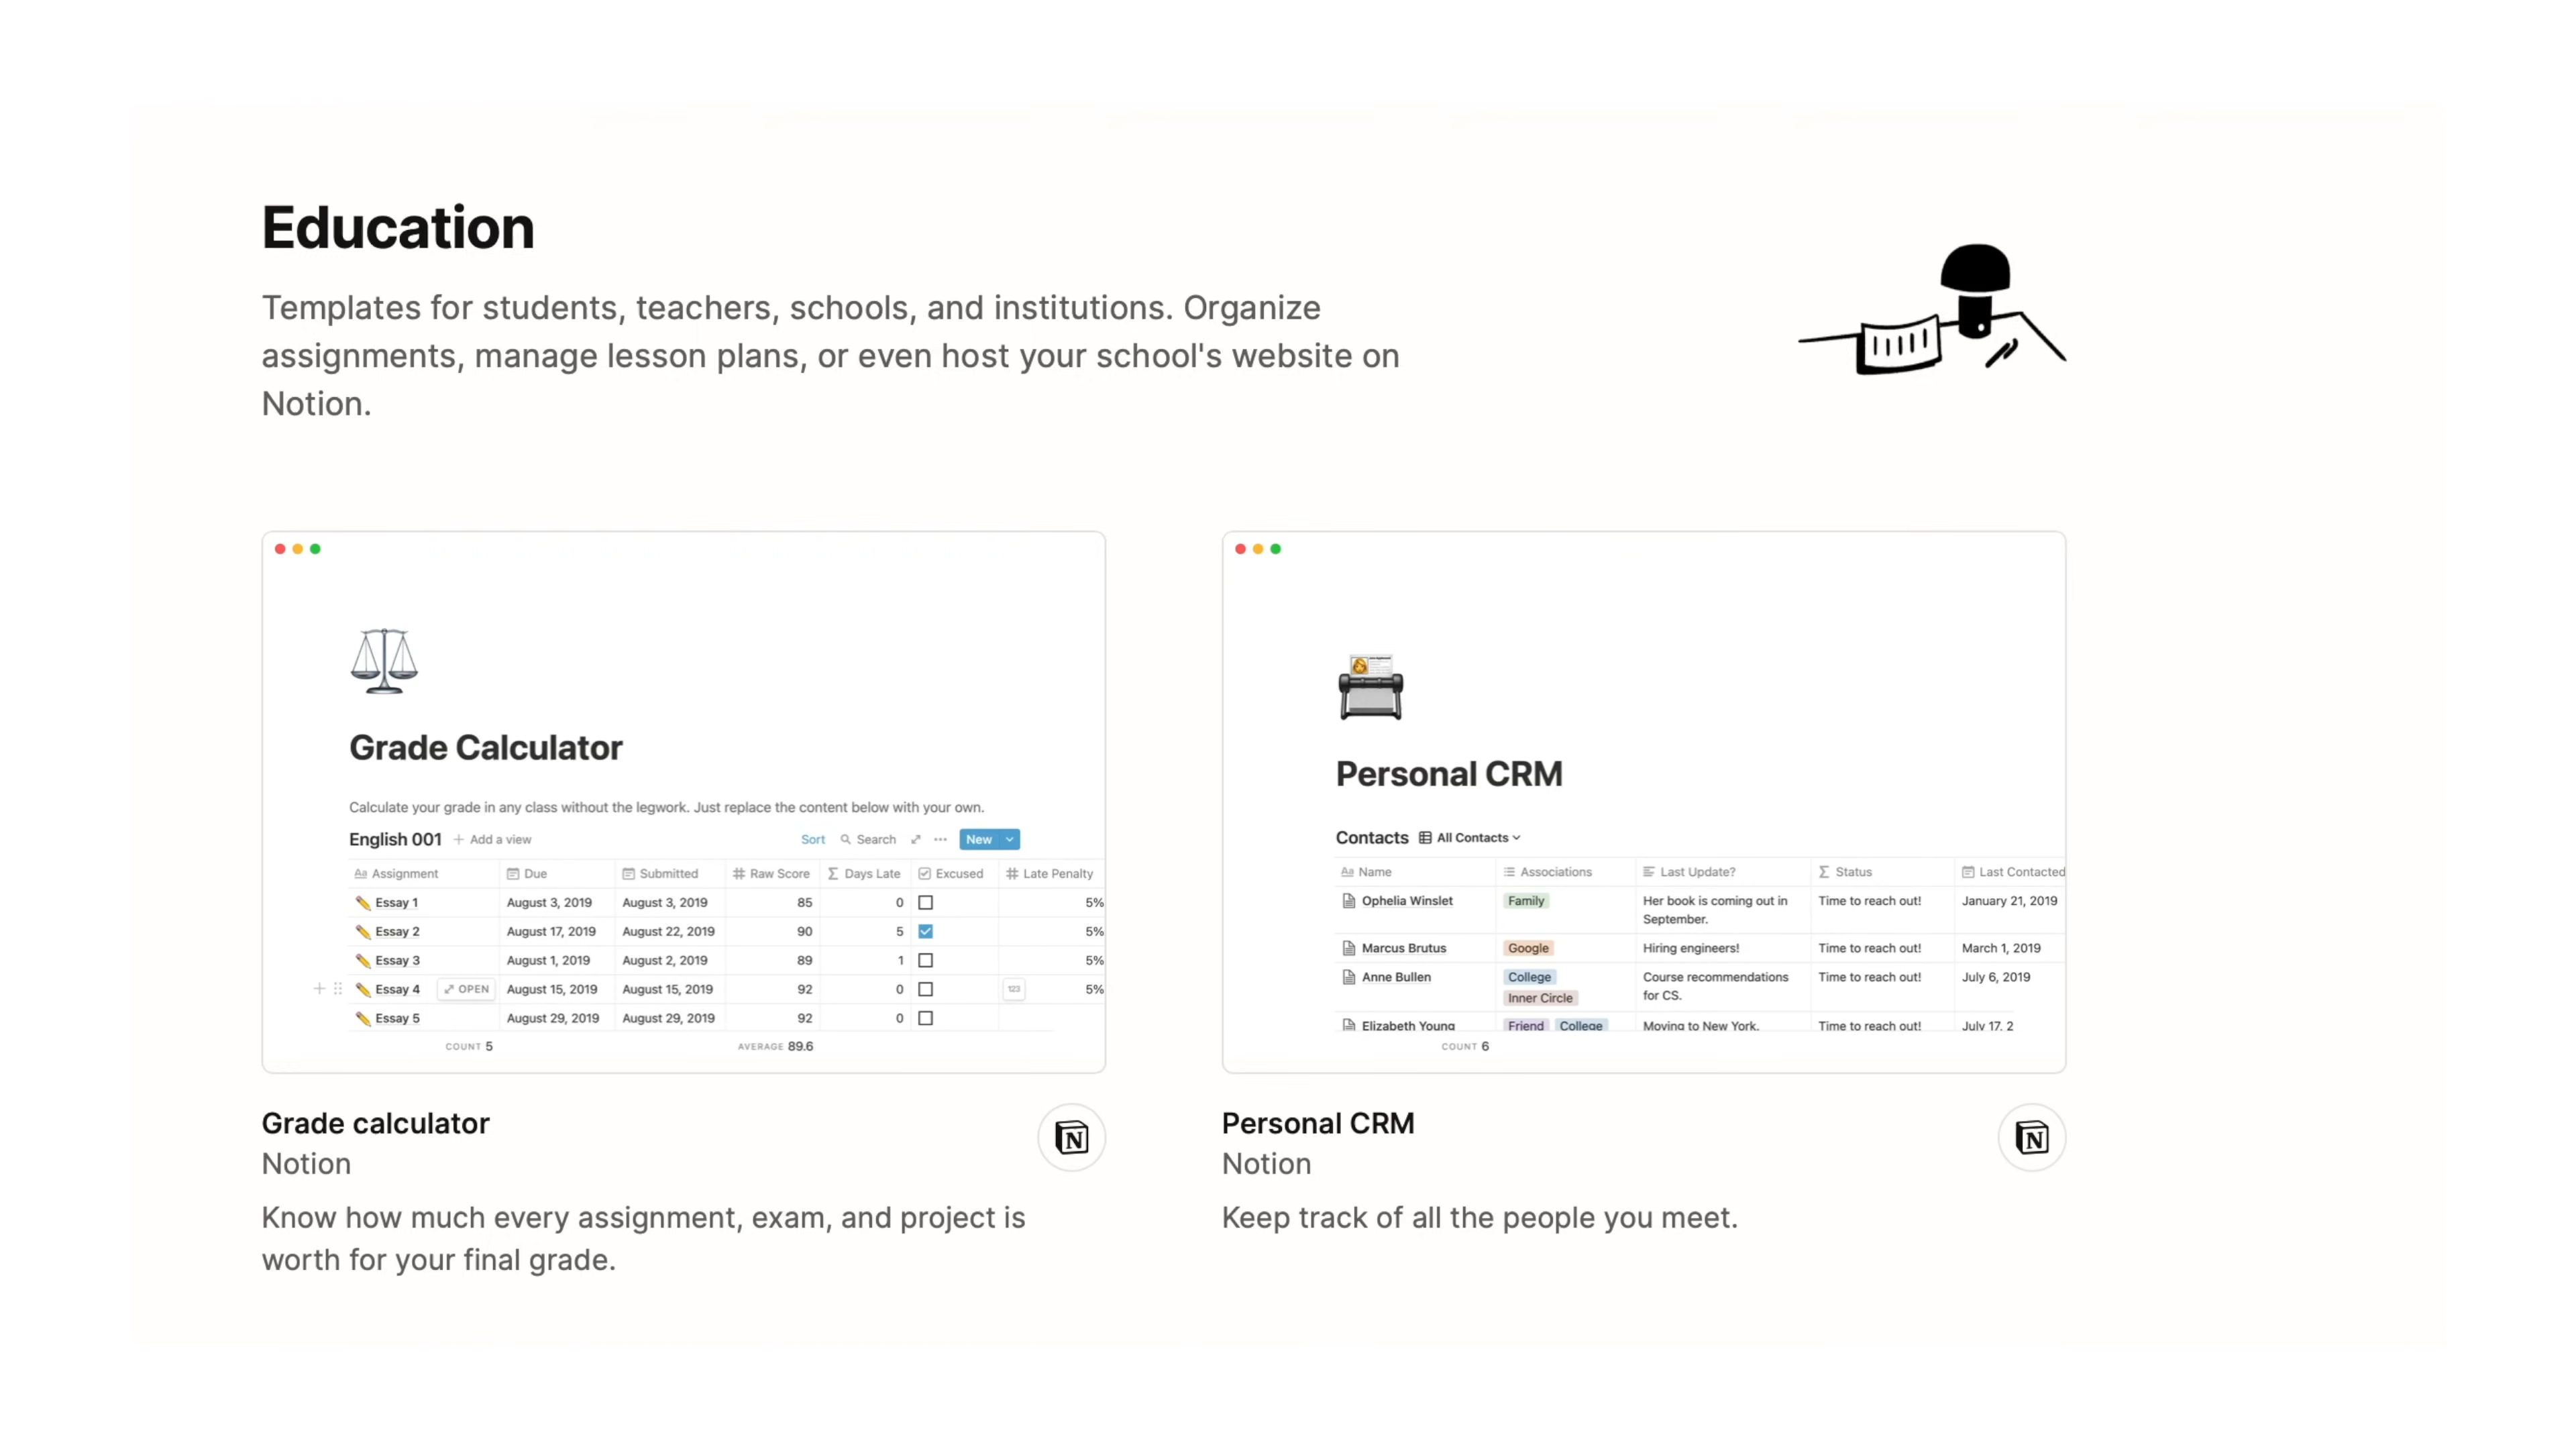 Education
Templates for students, teachers, schools, and institutions. Organize
assignments, manage lesson plans, or even host your school's website on
Notion.
Grade Calculator
Calculate your grade in any class without the legwork. Just replace the content below with your own.
English 001 + Add a view Sort Search ••• New
Aa Assignment Due Submitted # Raw Score Σ Days Late Excused # Late Penalty
Essay 1 August 3, 2019 August 3, 2019 85 0 5%
Essay 2 August 17, 2019 August 22, 2019 90 5 5%
Essay 3 August 1, 2019 August 2, 2019 89 1 5%
Essay 4 OPEN August 15, 2019 August 15, 2019 92 0 123 5%
Essay 5 August 29, 2019 August 29, 2019 92 0
COUNT 5 AVERAGE 89.6
Personal CRM
Contacts All Contacts
Aa Name Associations Last Update? Σ Status Last Contacted
Ophelia Winslet Family Her book is coming out in Time to reach out! January 21, 2019
September.
Marcus Brutus Google Hiring engineers! Time to reach out! March 1, 2019
Anne Bullen College Course recommendations Time to reach out! July 6, 2019
Inner Circle for CS.
Elizabeth Young Friend College Moving to New York. Time to reach out! July 17, 2
COUNT 6
Grade calculator
Notion
N
Know how much every assignment, exam, and project is
worth for your final grade.
Personal CRM
Notion
N
Keep track of all the people you meet.